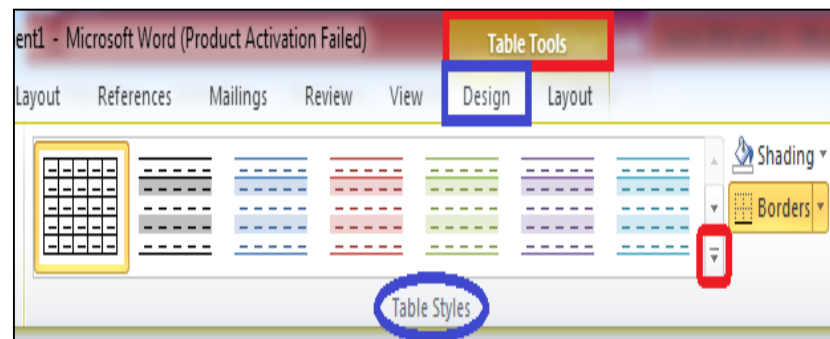 ent1 - Microsoft Word (Product Activation Failed)
Table Tools
Layout References Mailings Review View Design Layout
Shading
Borders
Table Styles